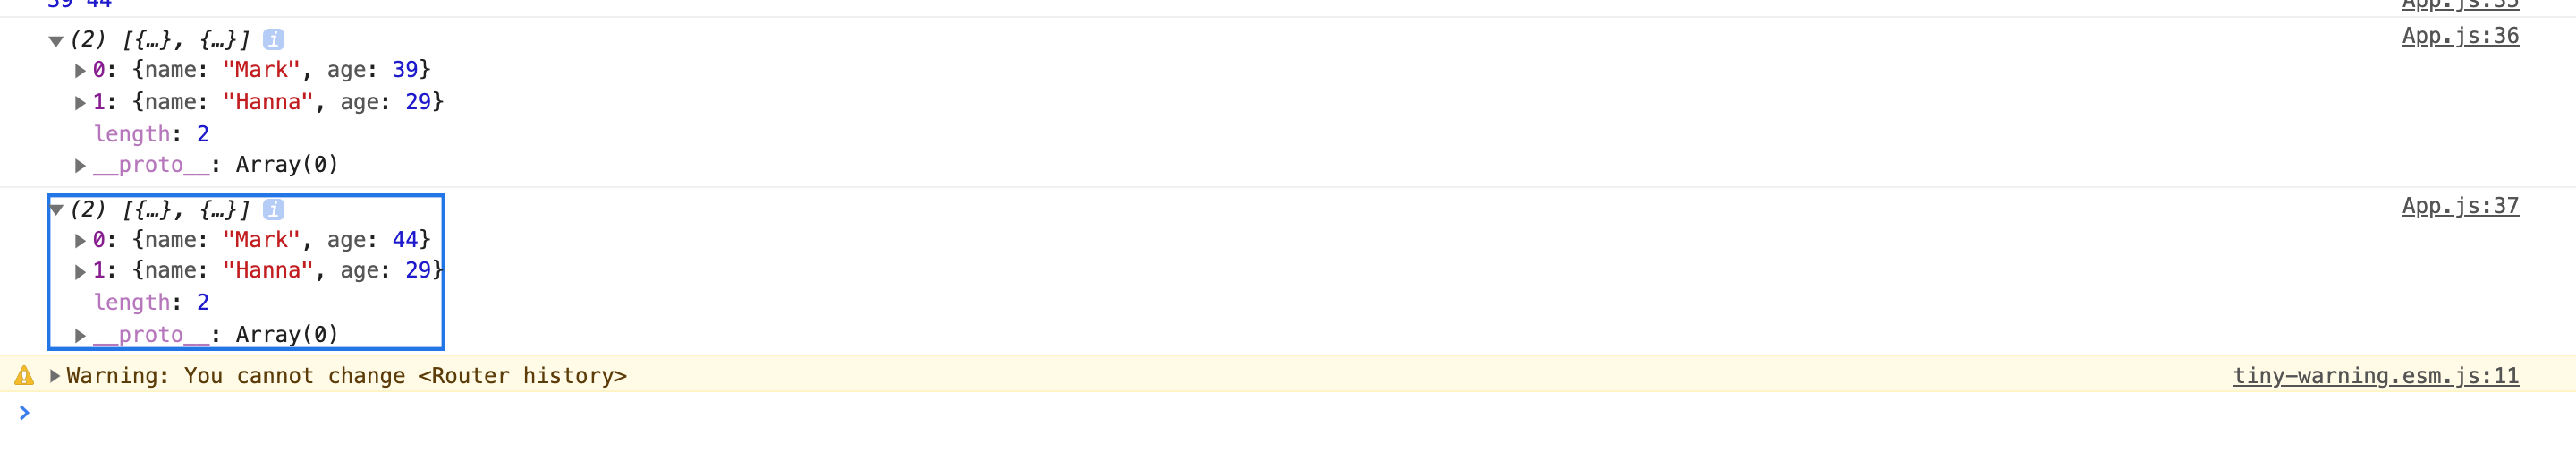 39 44 App.js:35
(2) [{…}, {…}] i App.js:36
0: {name: "Mark", age: 39}
1: {name: "Hanna", age: 29}
length: 2
__proto__: Array(0)
(2) [{…}, {…}] i App.js:37
0: {name: "Mark", age: 44}
1: {name: "Hanna", age: 29}
length: 2
__proto__: Array(0)
Warning: You cannot change <Router history> tiny-warning.esm.js:11